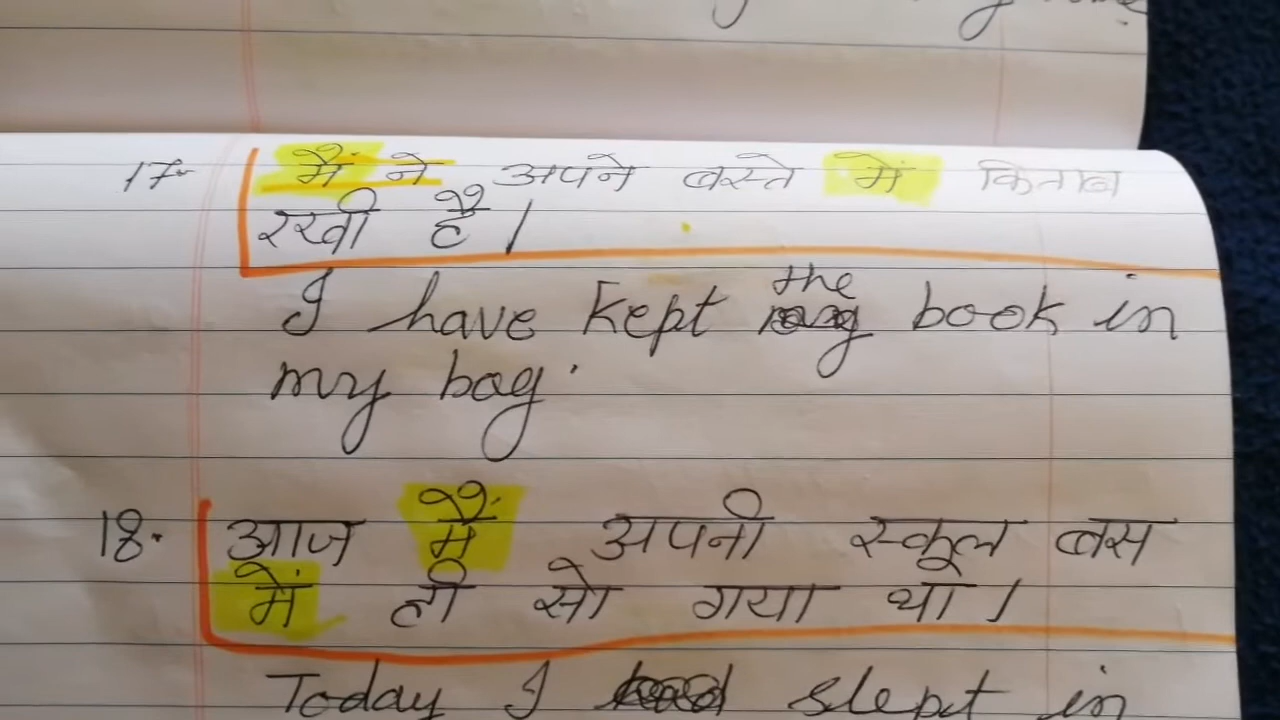 17. मैं ने अपने बस्ते में किताब
रखी है।
I have kept the book in
my bag.
18. आज मैं अपनी स्कूल बस
में ही सो गया था।
Today I slept in